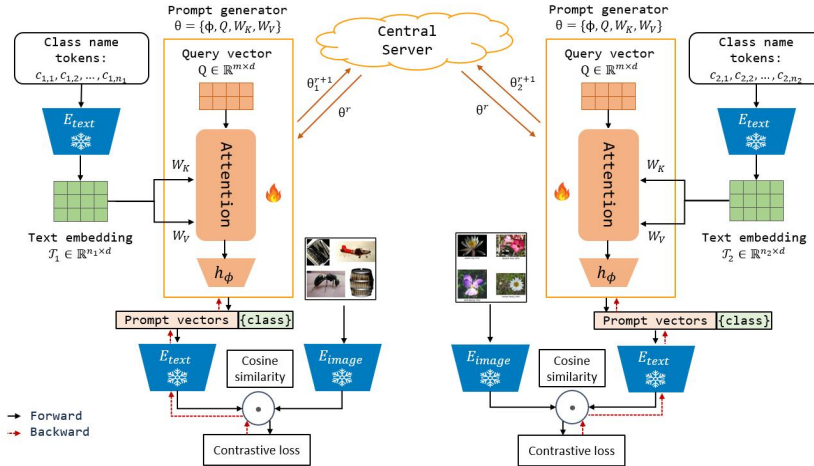 Prompt generator
θ = {ϕ, Q, W_K, W_V}
Class name
tokens:
c_{1,1}, c_{1,2}, ..., c_{1,n_1}
E_text
Text embedding
𝒯_1 ∈ ℝ^{n_1×d}
Query vector
Q ∈ ℝ^{m×d}
Attention
W_K
W_V
h_ϕ
Prompt vectors
{class}
E_text
Cosine
similarity
E_image
Contrastive loss
Central
Server
θ_1^{r+1}
θ^r
θ_2^{r+1}
θ^r
Prompt generator
θ = {ϕ, Q, W_K, W_V}
Query vector
Q ∈ ℝ^{m×d}
Attention
W_K
W_V
h_ϕ
Class name
tokens:
c_{2,1}, c_{2,2}, ..., c_{2,n_2}
E_text
Text embedding
𝒯_2 ∈ ℝ^{n_2×d}
Prompt vectors
{class}
E_image
Cosine
similarity
E_text
Contrastive loss
Forward
Backward